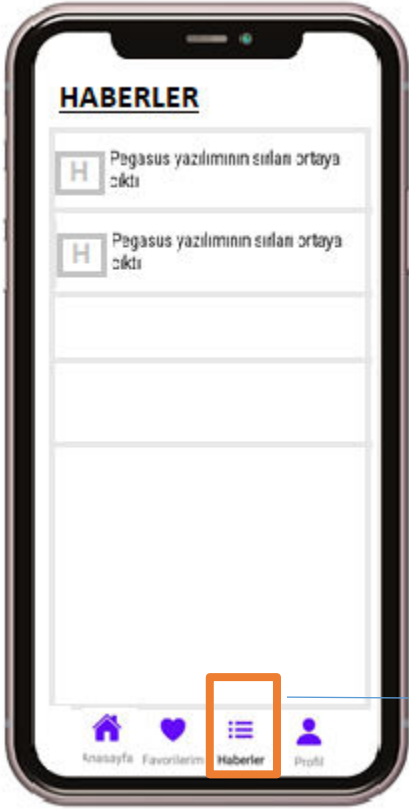 HABERLER
H
Pegasus yazılımının sırları ortaya
çıktı
H
Pegasus yazılımının sırları ortaya
çıktı
Anasayfa Favorilerim Haberler Profil